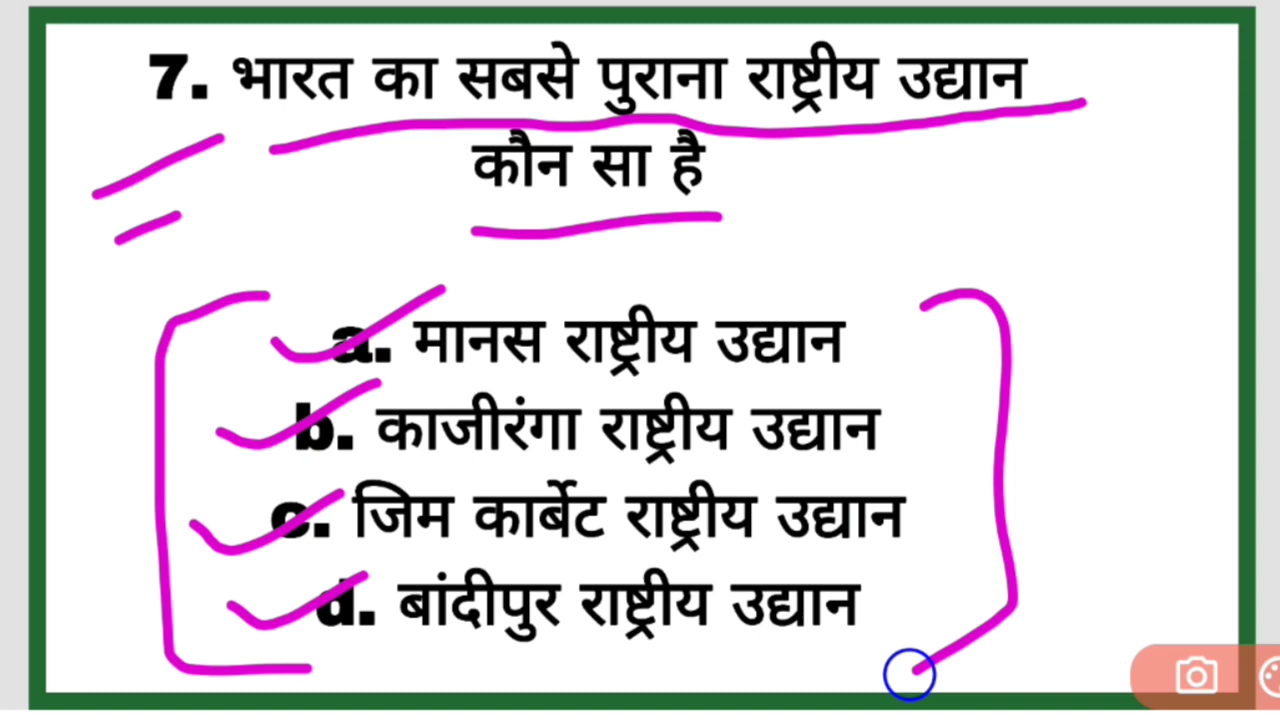 7. भारत का सबसे पुराना राष्ट्रीय उद्यान
कौन सा है
a. मानस राष्ट्रीय उद्यान
b. काजीरंगा राष्ट्रीय उद्यान
c. जिम कार्बेट राष्ट्रीय उद्यान
d. बांदीपुर राष्ट्रीय उद्यान